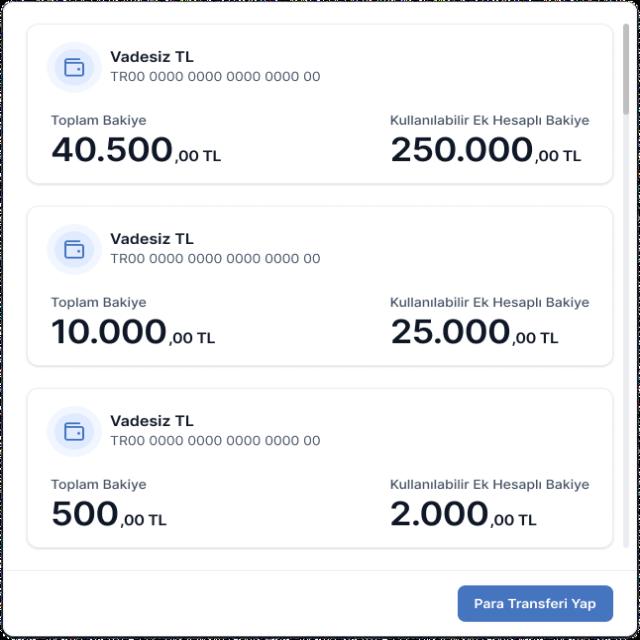 Vadesiz TL
TR00 0000 0000 0000 0000 00
Toplam Bakiye
Kullanılabilir Ek Hesaplı Bakiye
40.500,00 TL
250.000,00 TL
Vadesiz TL
TR00 0000 0000 0000 0000 00
Toplam Bakiye
Kullanılabilir Ek Hesaplı Bakiye
10.000,00 TL
25.000,00 TL
Vadesiz TL
TR00 0000 0000 0000 0000 00
Toplam Bakiye
Kullanılabilir Ek Hesaplı Bakiye
500,00 TL
2.000,00 TL
Para Transferi Yap